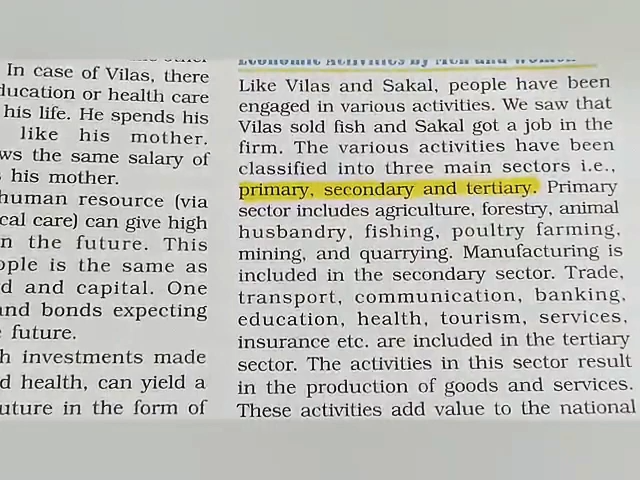 In case of Vilas, there
ducation or health care
his life. He spends his
like his mother.
ws the same salary of
his mother.
human resource (via
cal care) can give high
n the future. This
ople is the same as
d and capital. One
and bonds expecting
future.
h investments made
d health, can yield a
uture in the form of
Economic Activities by Men and Women
Like Vilas and Sakal, people have been
engaged in various activities. We saw that
Vilas sold fish and Sakal got a job in the
firm. The various activities have been
classified into three main sectors i.e.,
primary, secondary and tertiary. Primary
sector includes agriculture, forestry, animal
husbandry, fishing, poultry farming,
mining, and quarrying. Manufacturing is
included in the secondary sector. Trade,
transport, communication, banking,
education, health, tourism, services,
insurance etc. are included in the tertiary
sector. The activities in this sector result
in the production of goods and services.
These activities add value to the national